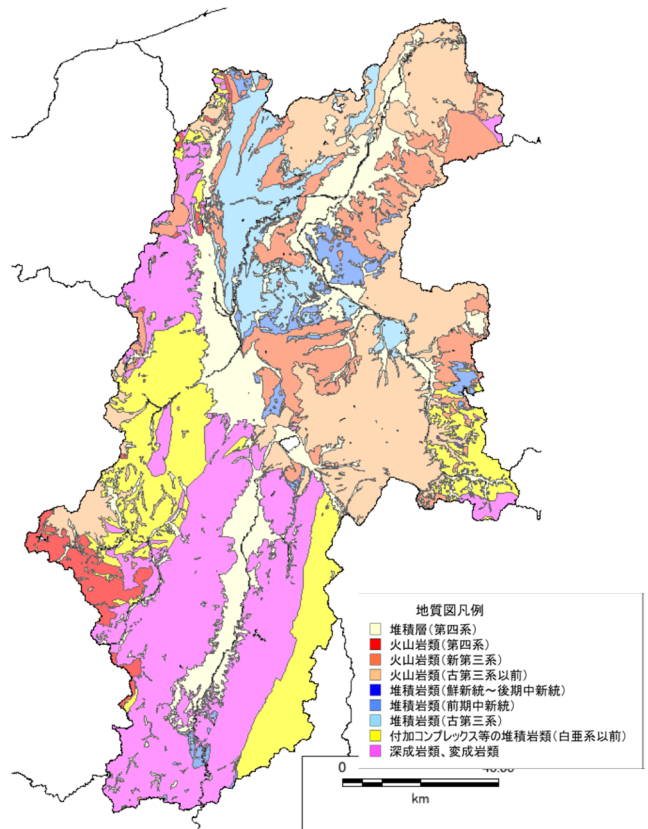 地質図凡例
堆積層(第四系)
火山岩類(第四系)
火山岩類(新第三系)
火山岩類(古第三系以前)
堆積岩類(鮮新統～後期中新統)
堆積岩類(前期中新統)
堆積岩類(古第三系)
付加コンプレックス等の堆積岩類(白亜系以前)
深成岩類、変成岩類
0
km